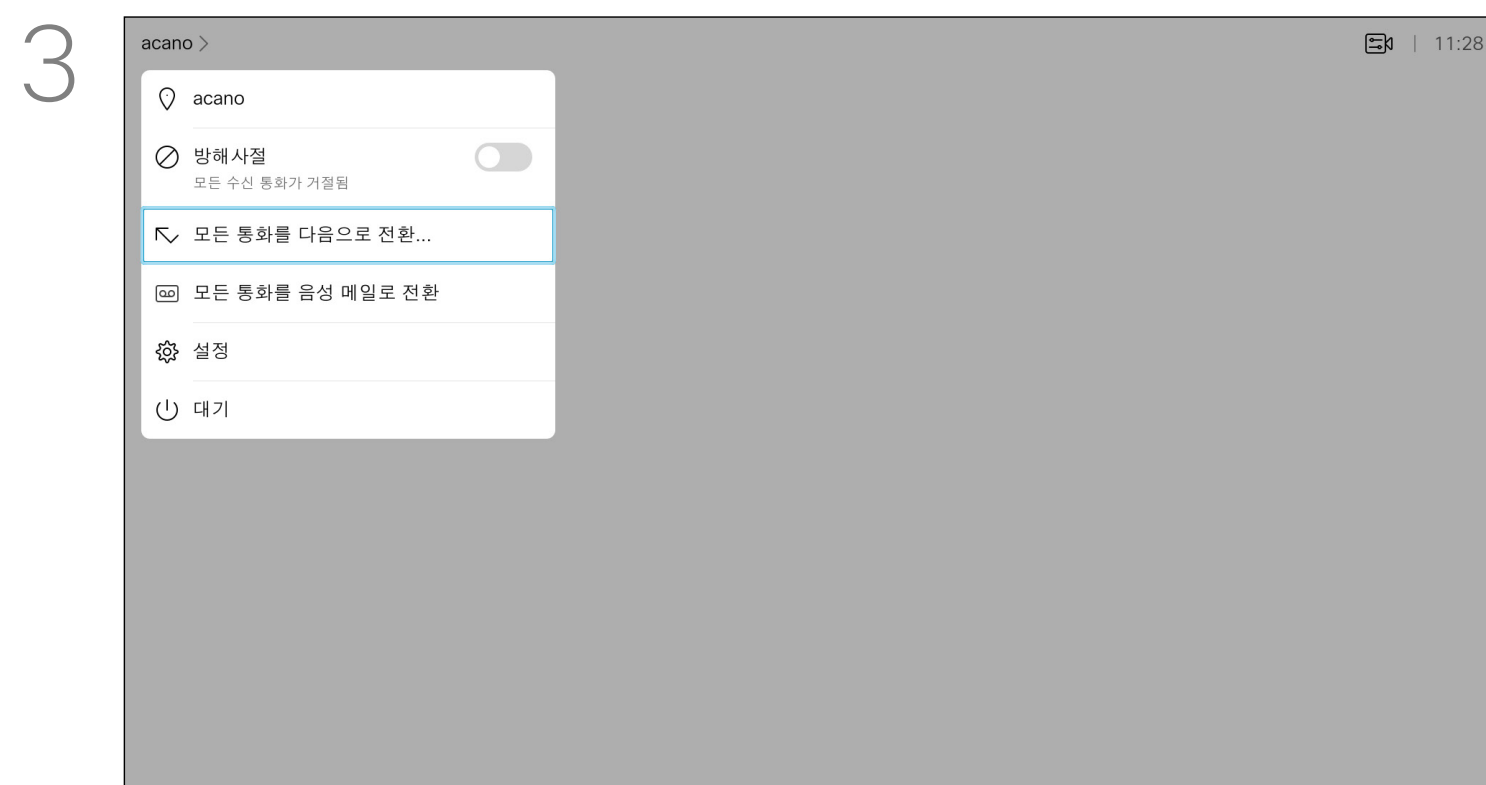 3
acano >
11:28
acano
방해사절
모든 수신 통화가 거절됨
모든 통화를 다음으로 전환...
모든 통화를 음성 메일로 전환
설정
대기